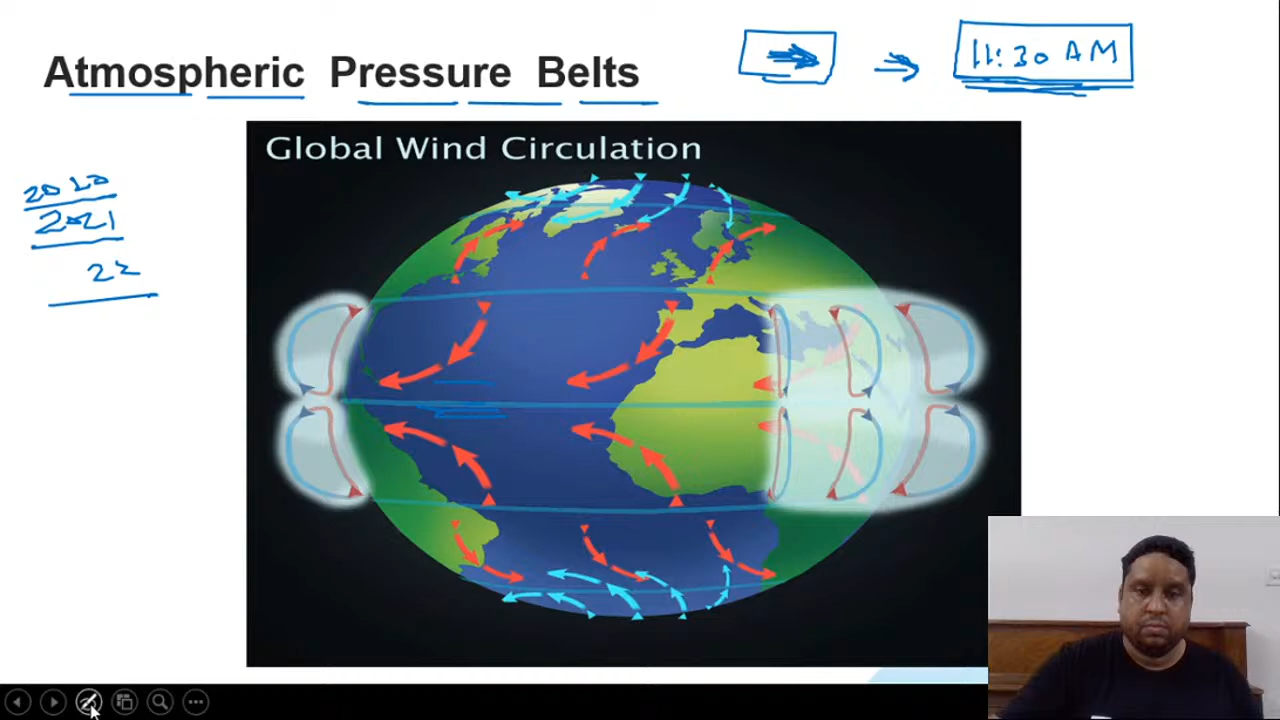 Atmospheric Pressure Belts
11:30 AM
Global Wind Circulation
2020
2021
22